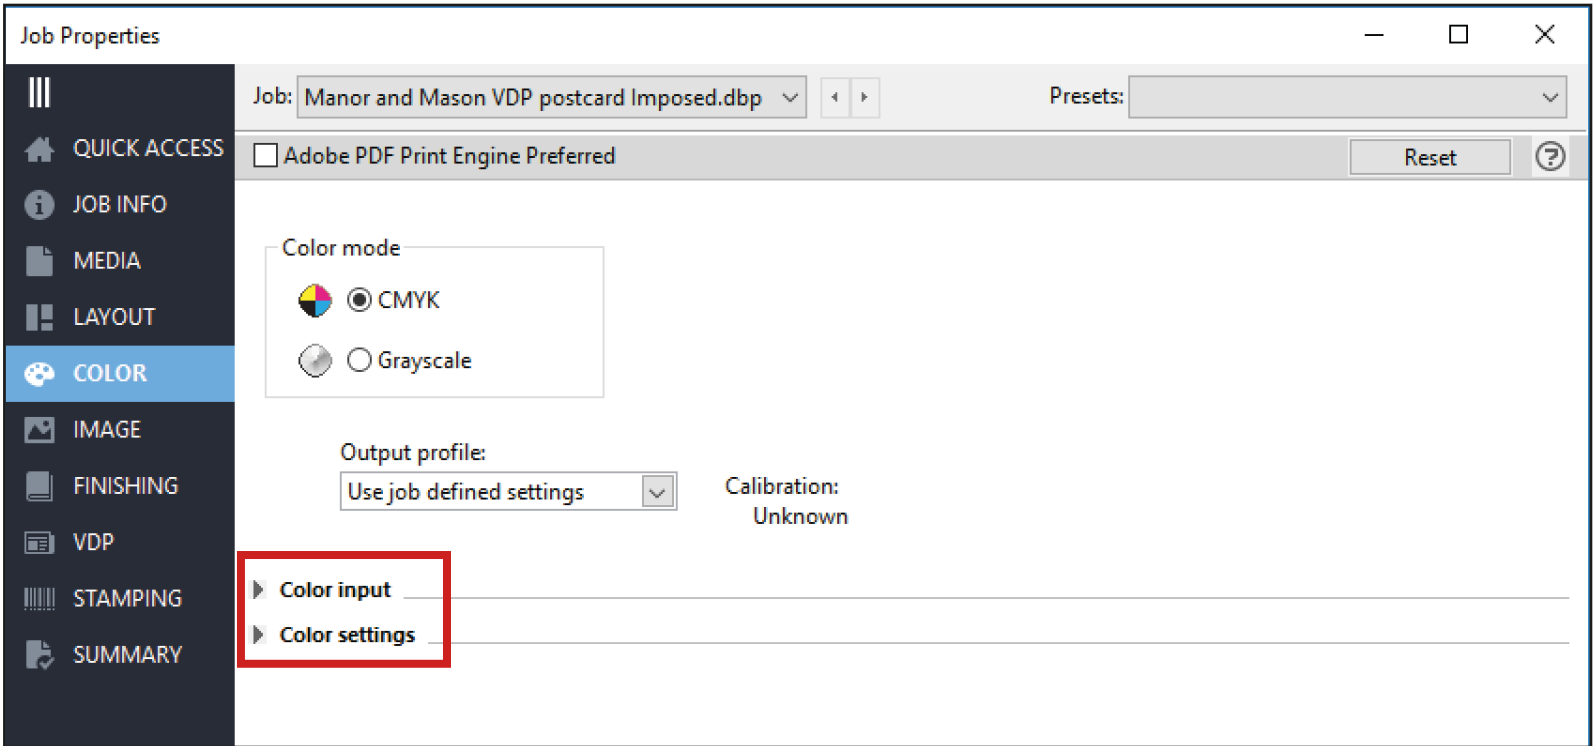 Job Properties
Job: Manor and Mason VDP postcard Imposed.dbp Presets:
Adobe PDF Print Engine Preferred Reset ?
QUICK ACCESS
JOB INFO
MEDIA
LAYOUT
COLOR
IMAGE
FINISHING
VDP
STAMPING
SUMMARY
Color mode
CMYK
Grayscale
Output profile:
Use job defined settings
Calibration:
Unknown
Color input
Color settings